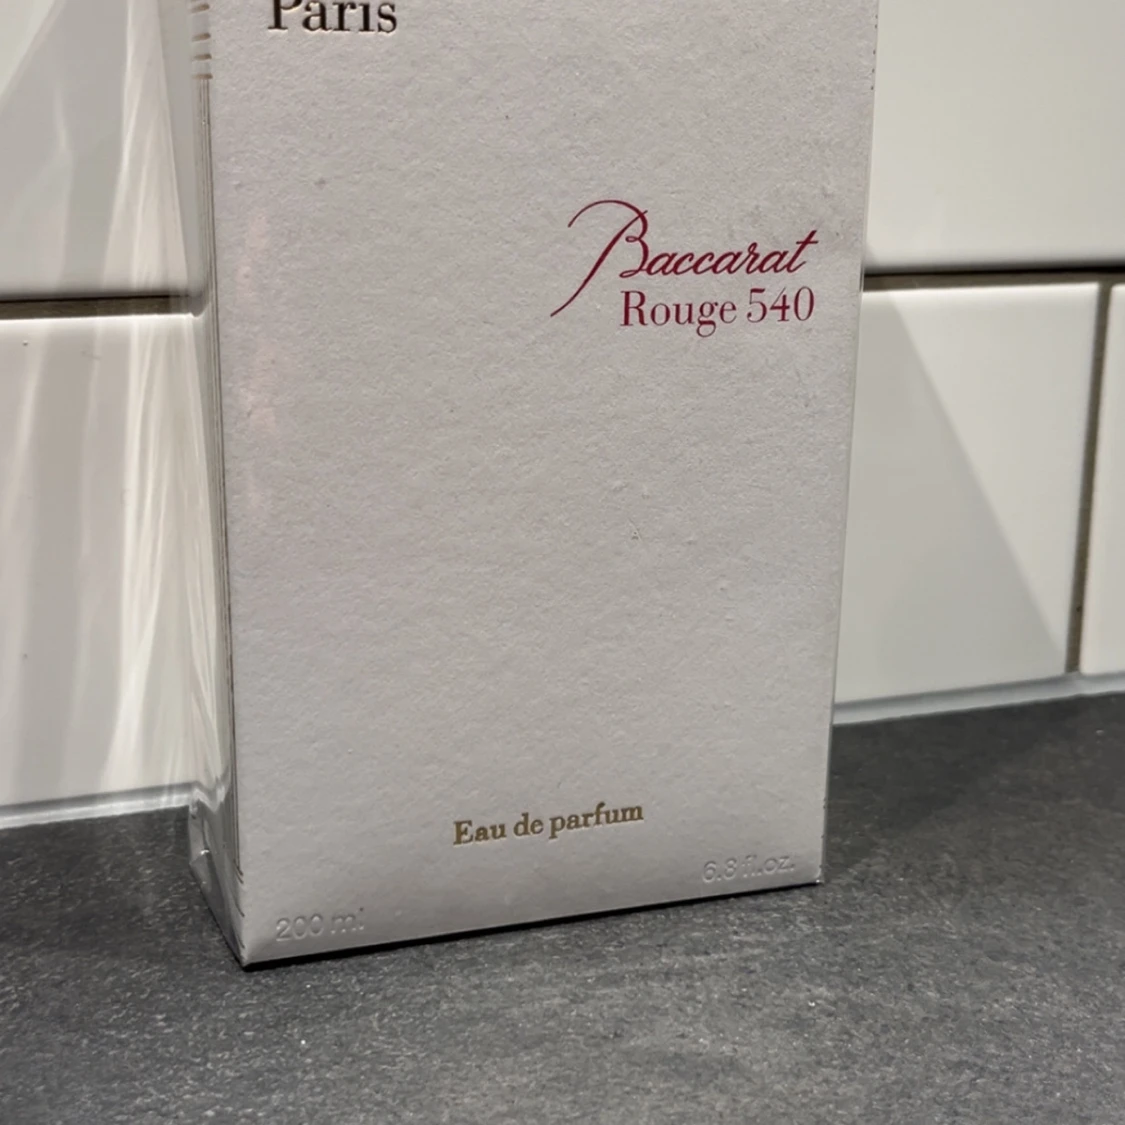 Paris
Baccarat
Rouge 540
Eau de parfum
6.8 fl.oz.
200 ml